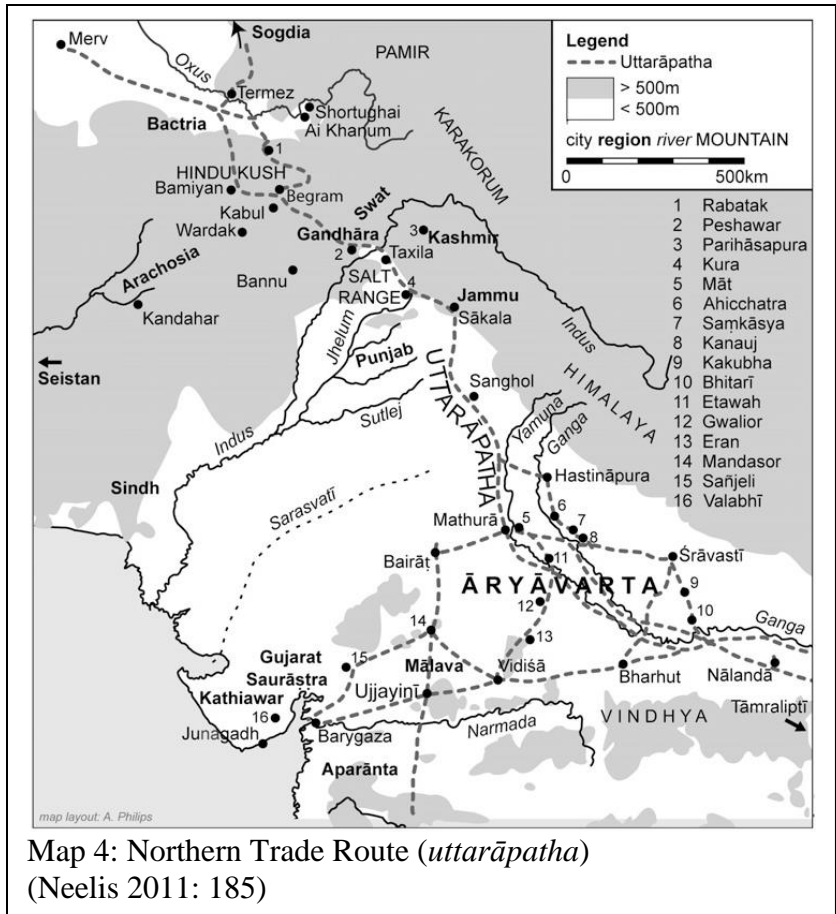 Merv
Sogdia
Oxus
PAMIR
Termez
Shortughai
Ai Khanum
Bactria
1
KARAKORUM
HINDU KUSH
Bamiyan
Begram
Kabul
Swat
Wardak
Gandhāra
3
Kashmir
2
Taxila
Arachosia
Bannu
SALT
RANGE
4
Jammu
Kandahar
Sākala
Indus
Jhelum
Seistan
Punjab
UTTARĀPATHA
Sanghol
HIMALAYA
Yamuna
Ganga
Indus
Sutlej
Hastināpura
Sindh
Sarasvatī
6
7
Mathurā
5
8
Bairāṭ
11
Śrāvastī
ĀRYĀVARTA
9
12
10
Ganga
14
13
Gujarat
15
Mālava
Vidiśā
Saurāstra
Bharhut
Nālandā
Kathiawar
Ujjayinī
16
VINDHYA
Tāmraliptī
Junagadh
Barygaza
Narmada
Aparānta
map layout: A. Philips
Legend
Uttarāpatha
> 500m
< 500m
city region river MOUNTAIN
0 500km
1 Rabatak
2 Peshawar
3 Parihāsapura
4 Kura
5 Māt
6 Ahicchatra
7 Saṃkāsya
8 Kanauj
9 Kakubha
10 Bhitarī
11 Etawah
12 Gwalior
13 Eran
14 Mandasor
15 Sañjeli
16 Valabhī
Map 4: Northern Trade Route (uttarāpatha)
(Neelis 2011: 185)